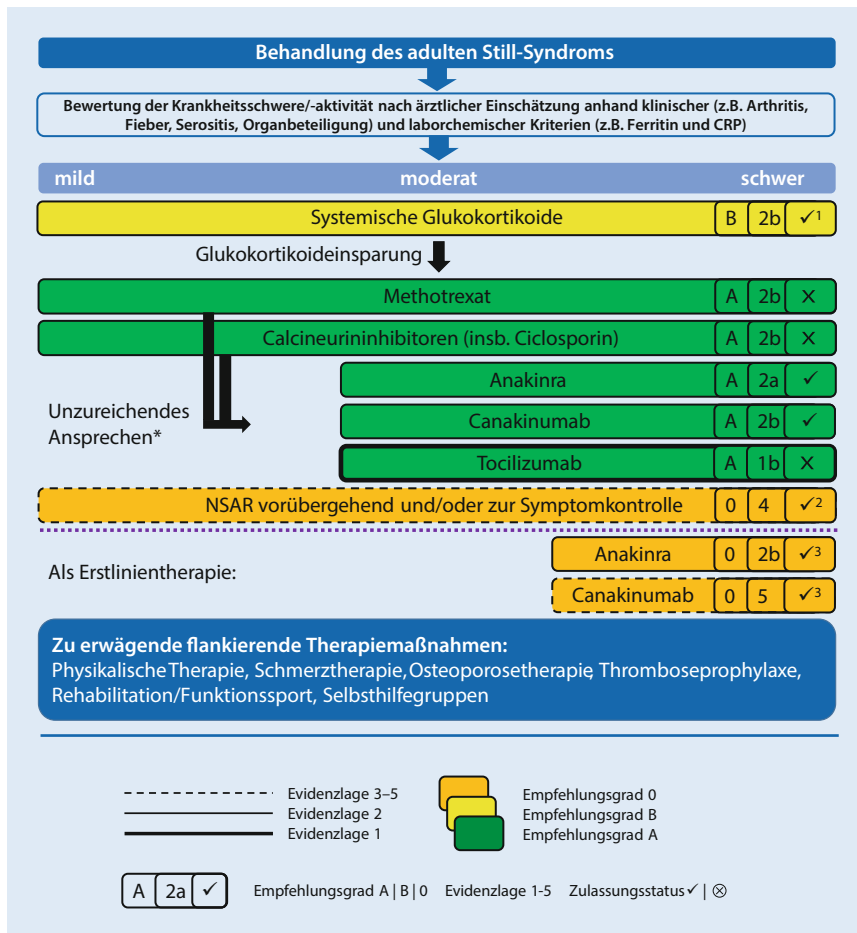 Behandlung des adulten Still-Syndroms
Bewertung der Krankheitsschwere/-aktivität nach ärztlicher Einschätzung anhand klinischer (z.B. Arthritis,
Fieber, Serositis, Organbeteiligung) und laborchemischer Kriterien (z.B. Ferritin und CRP)
mild moderat schwer
Systemische Glukokortikoide B 2b ✓¹
Glukokortikoideinsparung
Methotrexat A 2b ✕
Calcineurininhibitoren (insb. Ciclosporin) A 2b ✕
Anakinra A 2a ✓
Unzureichendes
Ansprechen*
Canakinumab A 2b ✓
Tocilizumab A 1b ✕
NSAR vorübergehend und/oder zur Symptomkontrolle 0 4 ✓²
Als Erstlinientherapie:
Anakinra 0 2b ✓³
Canakinumab 0 5 ✓³
Zu erwägende flankierende Therapiemaßnahmen:
Physikalische Therapie, Schmerztherapie, Osteoporosetherapie, Thromboseprophylaxe,
Rehabilitation/Funktionssport, Selbsthilfegruppen
Evidenzlage 3–5
Evidenzlage 2
Evidenzlage 1
Empfehlungsgrad 0
Empfehlungsgrad B
Empfehlungsgrad A
A 2a ✓ Empfehlungsgrad A | B | 0 Evidenzlage 1-5 Zulassungsstatus ✓ | ⊗